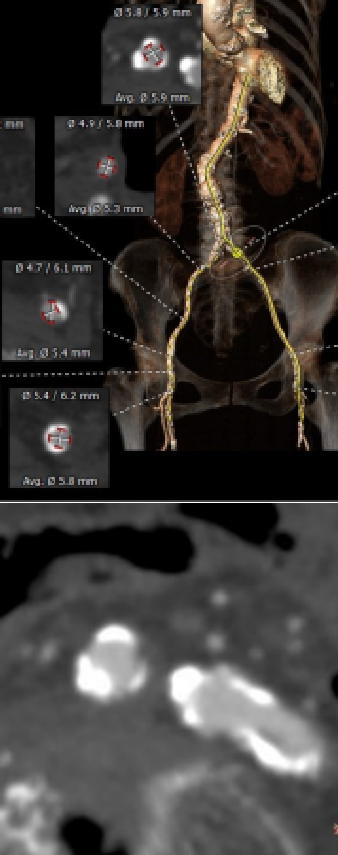 Ø 5.8 / 5.9 mm
Avg. Ø 5.9 mm
mm
Ø 4.9 / 5.8 mm
mm
Avg. Ø 5.3 mm
Ø 4.7 / 6.1 mm
Avg. Ø 5.4 mm
Ø 5.4 / 6.2 mm
Avg. Ø 5.8 mm